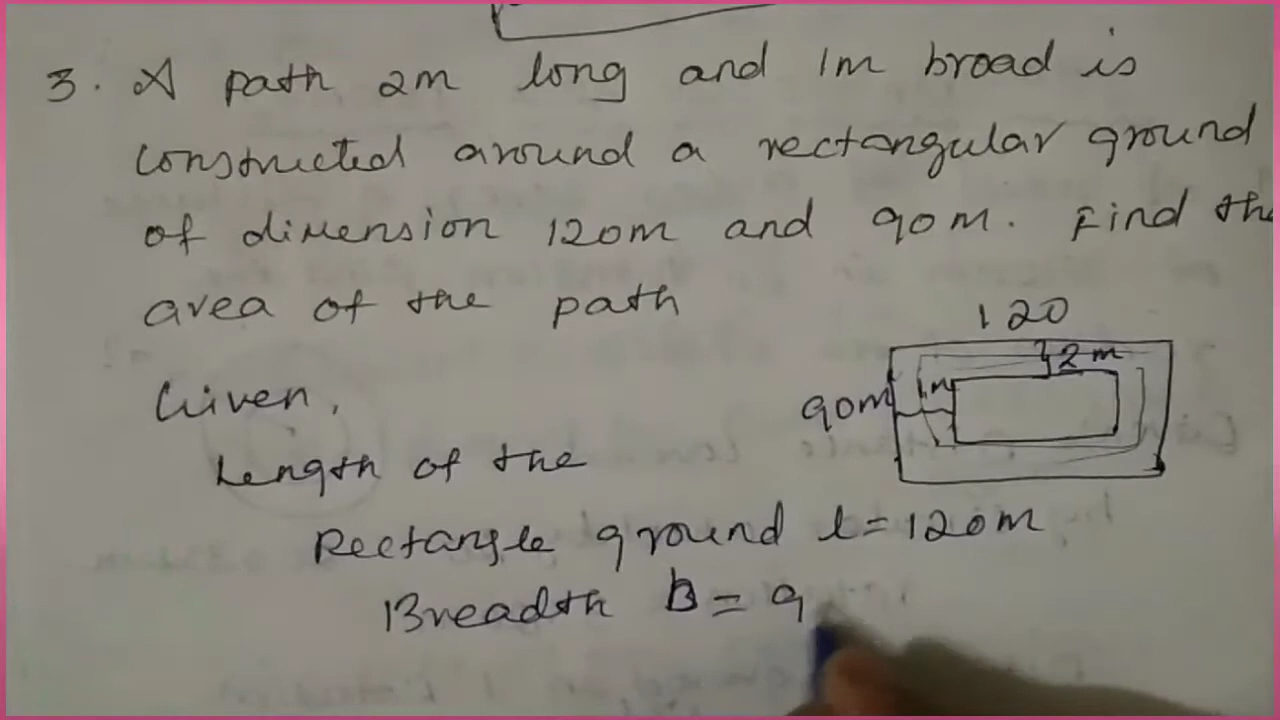 3. A path 2m long and 1m broad is
constructed around a rectangular ground
of dimension 120m and 90m. Find the
area of the path
120
2m
90m 1m
Given,
Length of the
Rectangle ground l = 120m
Breadth B = 9